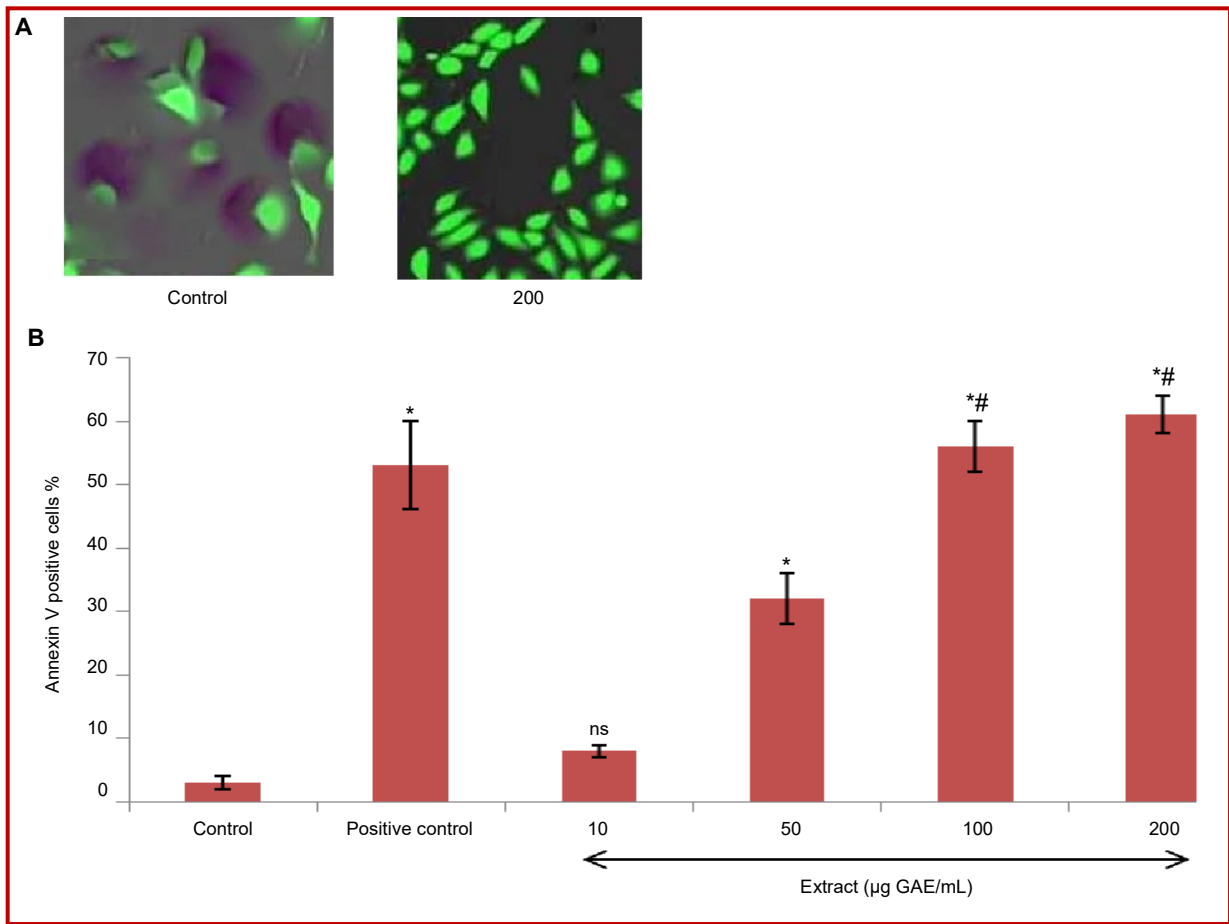 A
Control
200
B
Annexin V positive cells %
70
60
50
40
30
20
10
0
*
ns
*
*#
*#
Control
Positive control
10
50
100
200
Extract (µg GAE/mL)